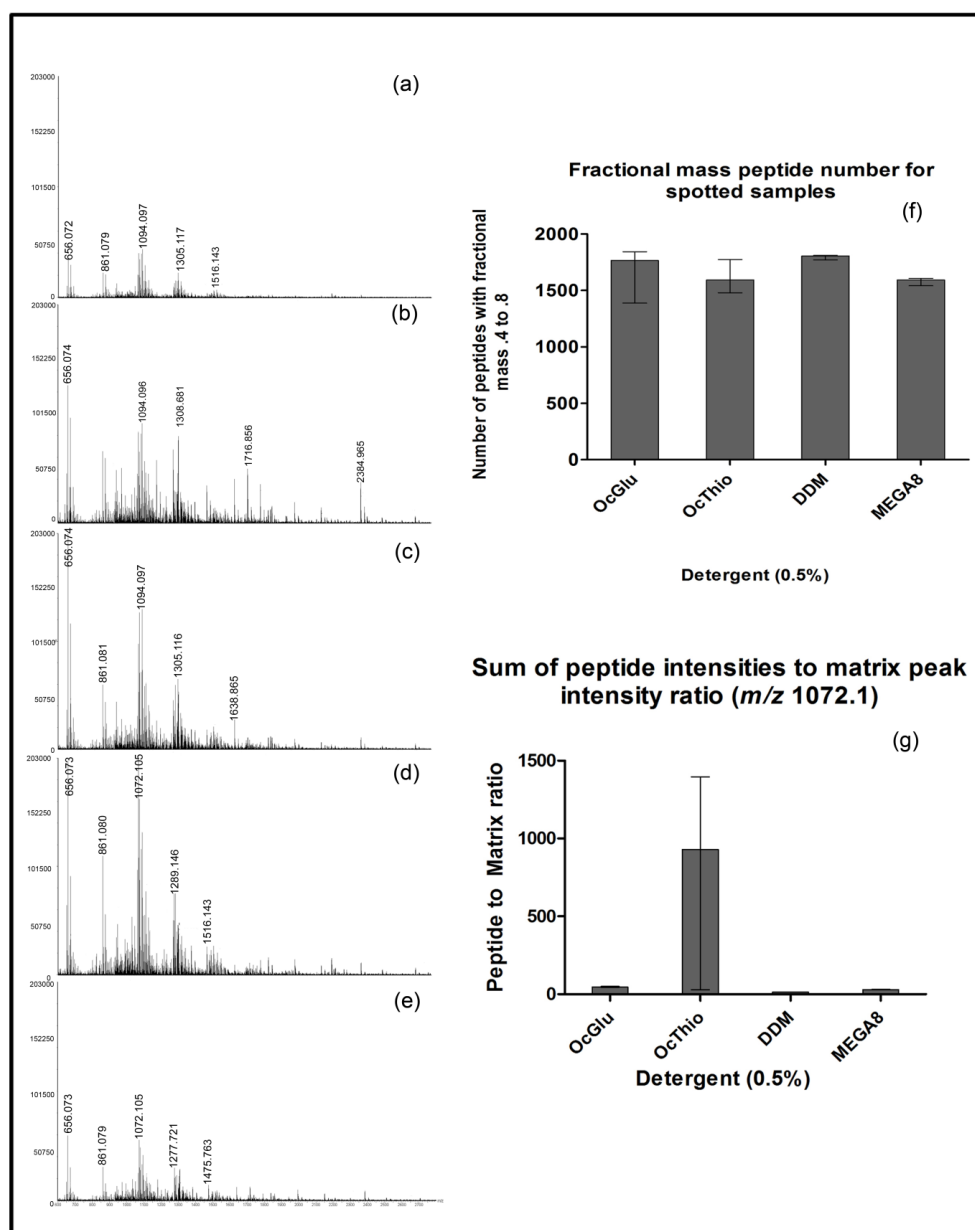 (a)
203000
152250
101500
50750
0
656.072
861.079
1094.097
1305.117
1516.143
(b)
203000
152250
101500
50750
0
656.074
1094.096
1308.681
1716.856
2384.965
(c)
203000
152250
101500
50750
0
656.074
861.081
1094.097
1305.116
1638.865
(d)
203000
152250
101500
50750
0
656.073
861.080
1072.105
1289.146
1516.143
(e)
203000
152250
101500
50750
0
656.073
861.079
1072.105
1277.721
1475.763
Fractional mass peptide number for
spotted samples
(f)
Number of peptides with fractional
mass .4 to .8
2000
1500
1000
500
0
OcGlu
OcThio
DDM
MEGA8
Detergent (0.5%)
Sum of peptide intensities to matrix peak
intensity ratio (m/z 1072.1)
(g)
Peptide to Matrix ratio
1500
1000
500
0
OcGlu
OcThio
DDM
MEGA8
Detergent (0.5%)